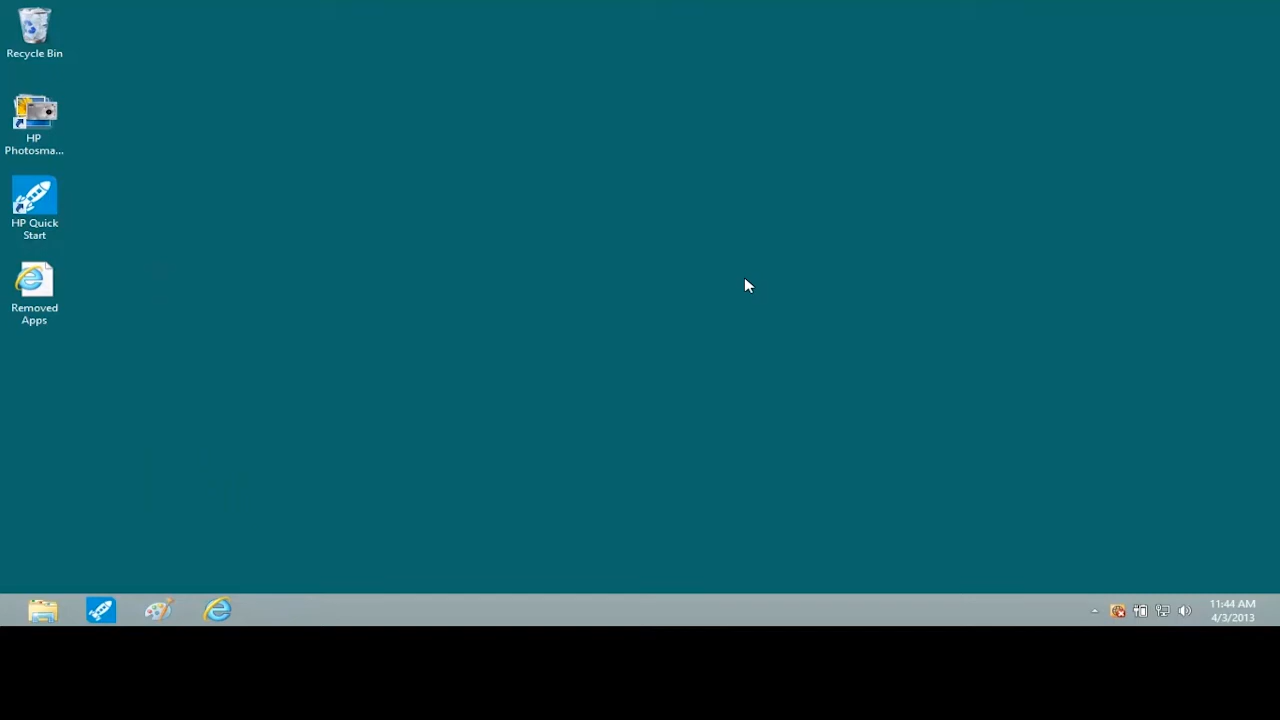 Recycle Bin
HP
Photosma...
HP Quick
Start
Removed
Apps
11:44 AM
4/3/2013